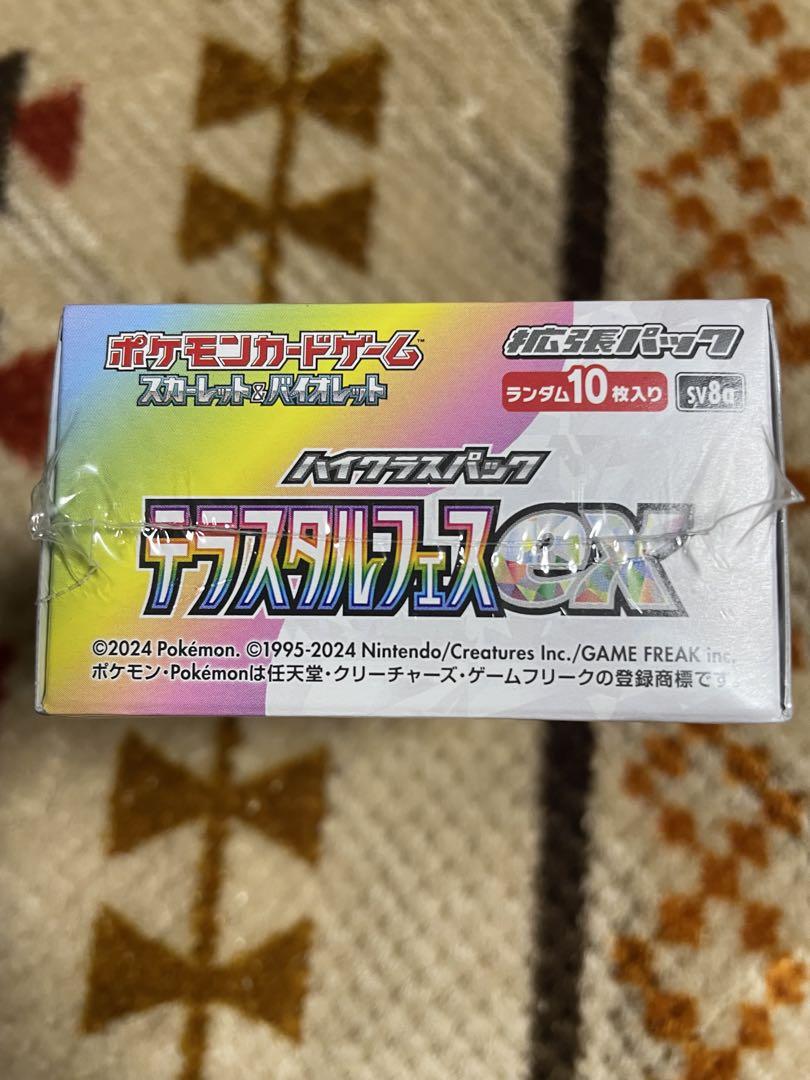 ポケモンカードゲーム™
スカーレット&バイオレット
拡張パック
ランダム10枚入り
SV8a
ハイクラスパック
テラスタルフェスex
©2024 Pokémon. ©1995-2024 Nintendo/Creatures Inc./GAME FREAK inc.
ポケモン・Pokémonは任天堂・クリーチャーズ・ゲームフリークの登録商標です。